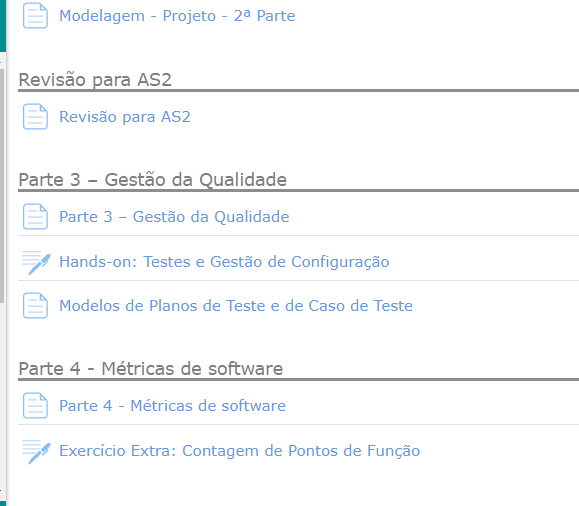 Modelagem - Projeto - 2ª Parte
Revisão para AS2
Revisão para AS2
Parte 3 – Gestão da Qualidade
Parte 3 – Gestão da Qualidade
Hands-on: Testes e Gestão de Configuração
Modelos de Planos de Teste e de Caso de Teste
Parte 4 - Métricas de software
Parte 4 - Métricas de software
Exercício Extra: Contagem de Pontos de Função